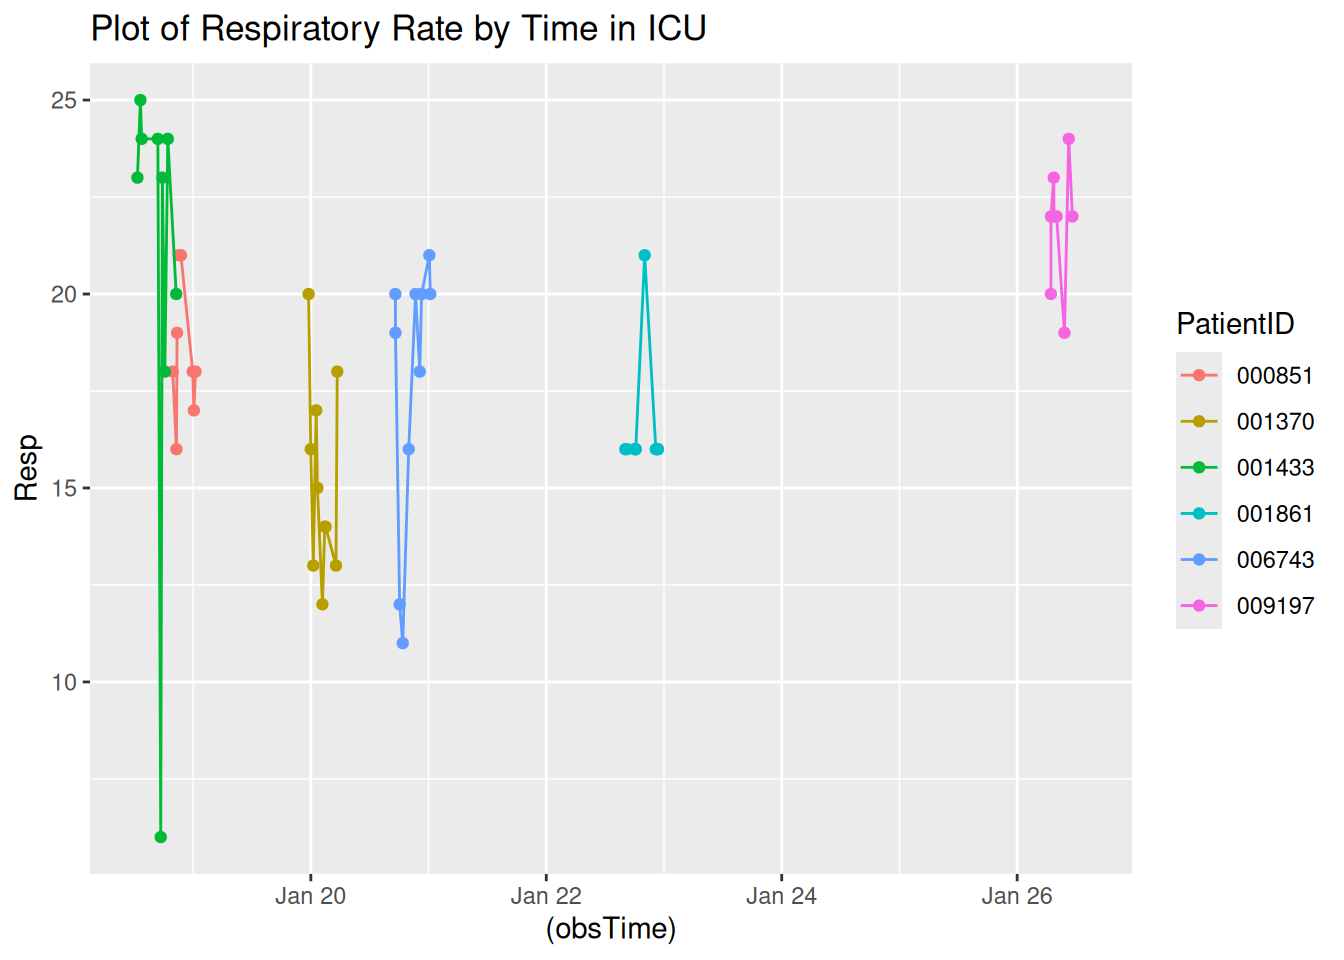 Plot of Respiratory Rate by Time in ICU
25
20
15
10
Resp
Jan 20
Jan 22
Jan 24
Jan 26
(obsTime)
PatientID
000851
001370
001433
001861
006743
009197